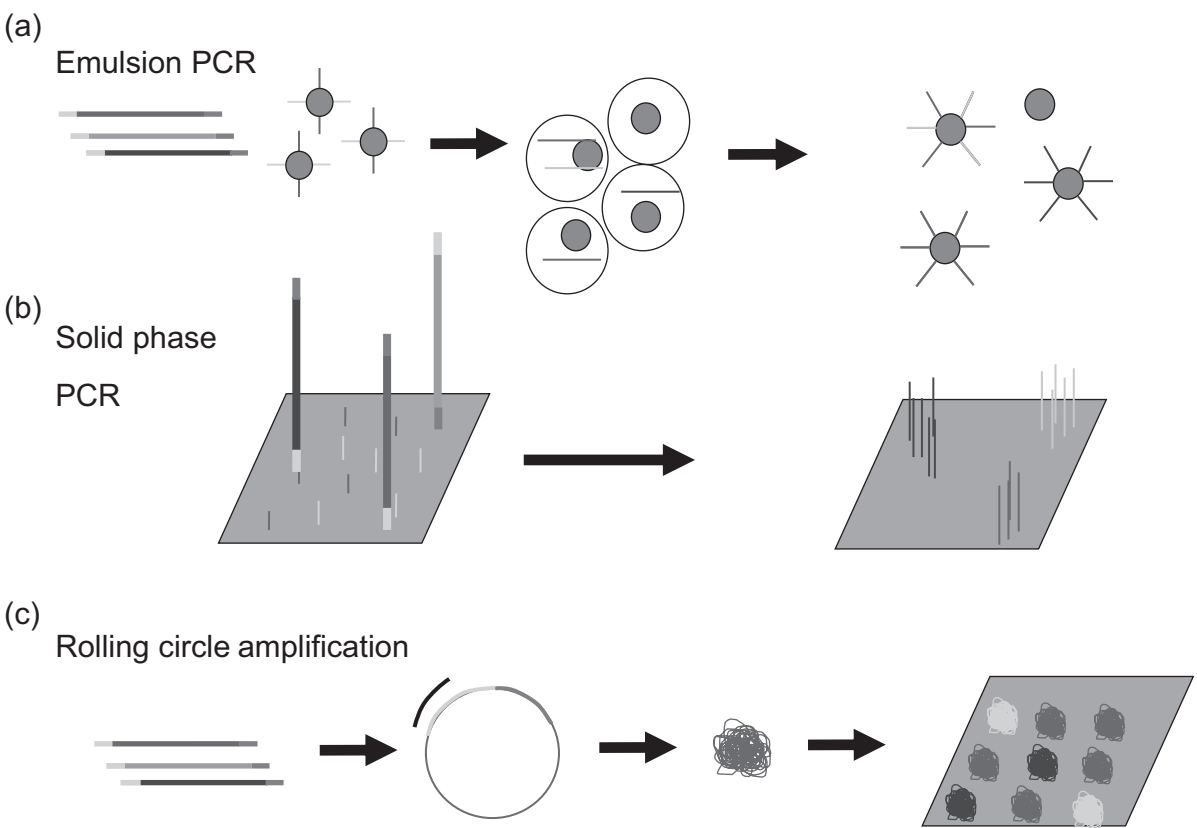 (a)
Emulsion PCR
(b)
Solid phase
PCR
(c)
Rolling circle amplification